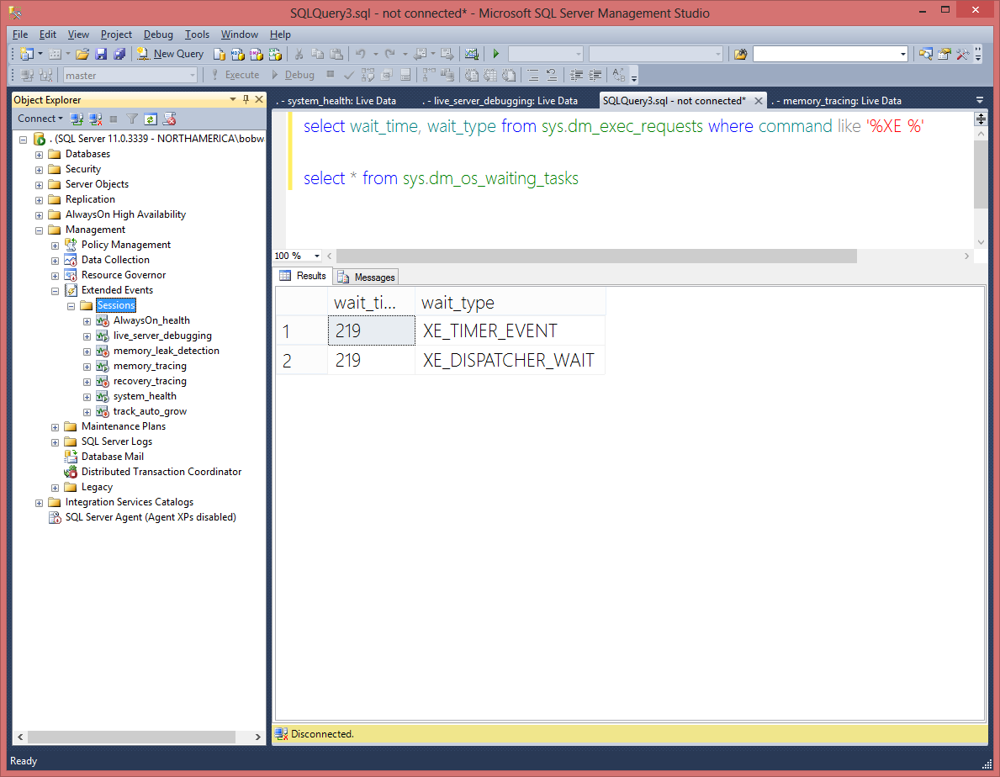 SQLQuery3.sql - not connected* - Microsoft SQL Server Management Studio
File Edit View Project Debug Tools Window Help
New Query
master Execute Debug
Object Explorer
Connect
. (SQL Server 11.0.3339 - NORTHAMERICA\bobw
Databases
Security
Server Objects
Replication
AlwaysOn High Availability
Management
Policy Management
Data Collection
Resource Governor
Extended Events
Sessions
AlwaysOn_health
live_server_debugging
memory_leak_detection
memory_tracing
recovery_tracing
system_health
track_auto_grow
Maintenance Plans
SQL Server Logs
Database Mail
Distributed Transaction Coordinator
Legacy
Integration Services Catalogs
SQL Server Agent (Agent XPs disabled)
. - system_health: Live Data . - live_server_debugging: Live Data SQLQuery3.sql - not connected* . - memory_tracing: Live Data
select wait_time, wait_type from sys.dm_exec_requests where command like '%XE %'
select * from sys.dm_os_waiting_tasks
100 %
Results Messages
wait_ti... wait_type
1 219 XE_TIMER_EVENT
2 219 XE_DISPATCHER_WAIT
Disconnected.
Ready